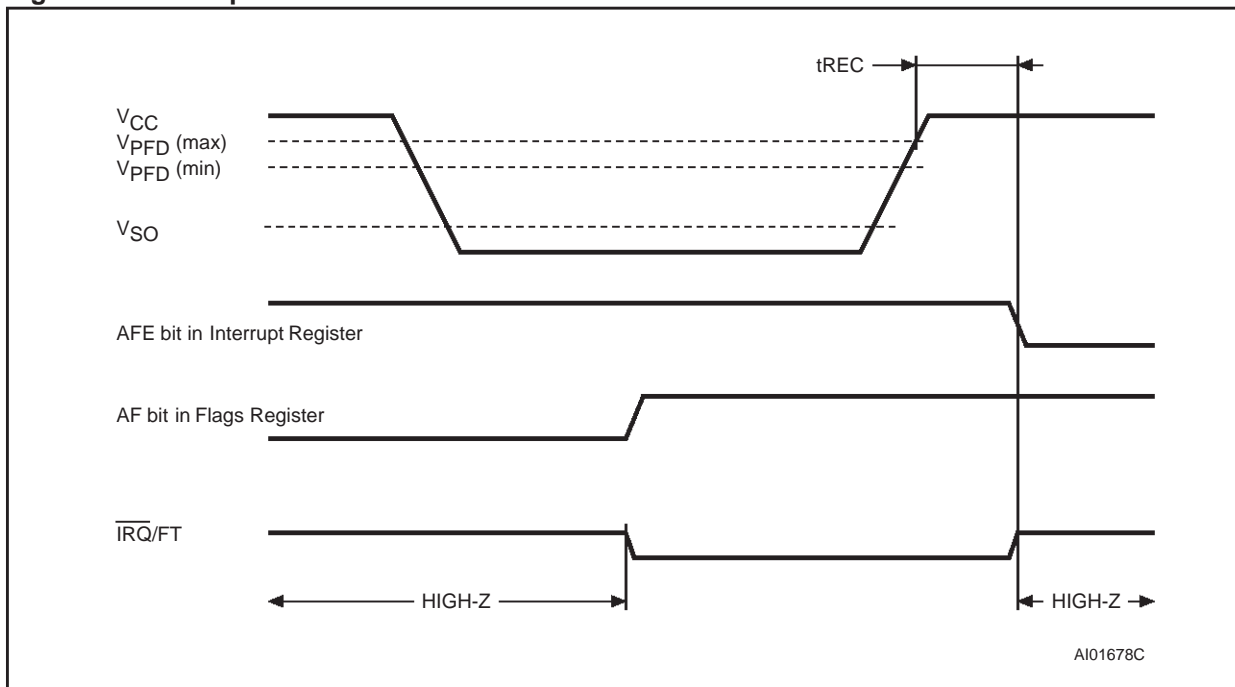 tREC
VCC
VPFD (max)
VPFD (min)
VSO
AFE bit in Interrupt Register
AF bit in Flags Register
IRQ/FT
HIGH-Z
HIGH-Z
AI01678C